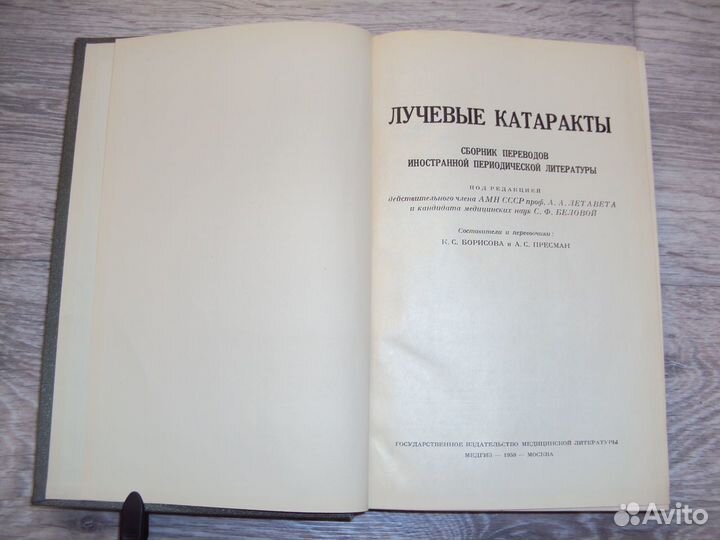 ЛУЧЕВЫЕ КАТАРАКТЫ
СБОРНИК ПЕРЕВОДОВ
ИНОСТРАННОЙ ПЕРИОДИЧЕСКОЙ ЛИТЕРАТУРЫ
ПОД РЕДАКЦИЕЙ
действительного члена АМН СССР проф. А. А. ЛЕТАВЕТА
и кандидата медицинских наук С. Ф. БЕЛОВОЙ
Составители и переводчики:
К. С. БОРИСОВА и А. С. ПРЕСМАН
ГОСУДАРСТВЕННОЕ ИЗДАТЕЛЬСТВО МЕДИЦИНСКОЙ ЛИТЕРАТУРЫ
МЕДГИЗ — 1959 — МОСКВА
Avito